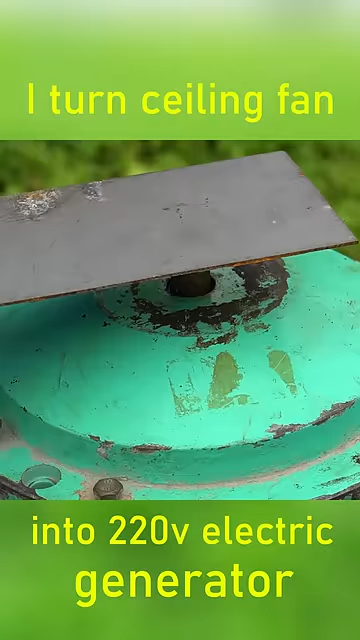 I turn ceiling fan
into 220v electric
generator